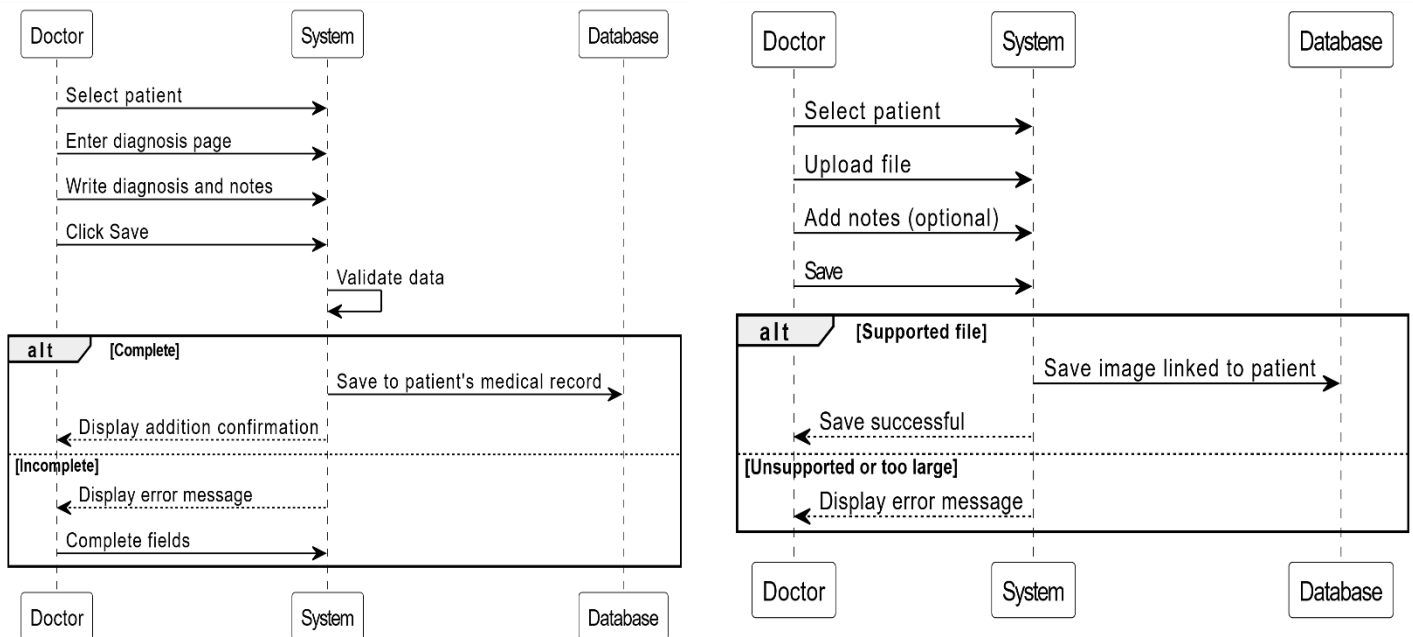 Doctor
System
Database
Select patient
Enter diagnosis page
Write diagnosis and notes
Click Save
Validate data
alt
[Complete]
Save to patient's medical record
Display addition confirmation
[Incomplete]
Display error message
Complete fields
Doctor
System
Database
Doctor
System
Database
Select patient
Upload file
Add notes (optional)
Save
alt
[Supported file]
Save image linked to patient
Save successful
[Unsupported or too large]
Display error message
Doctor
System
Database